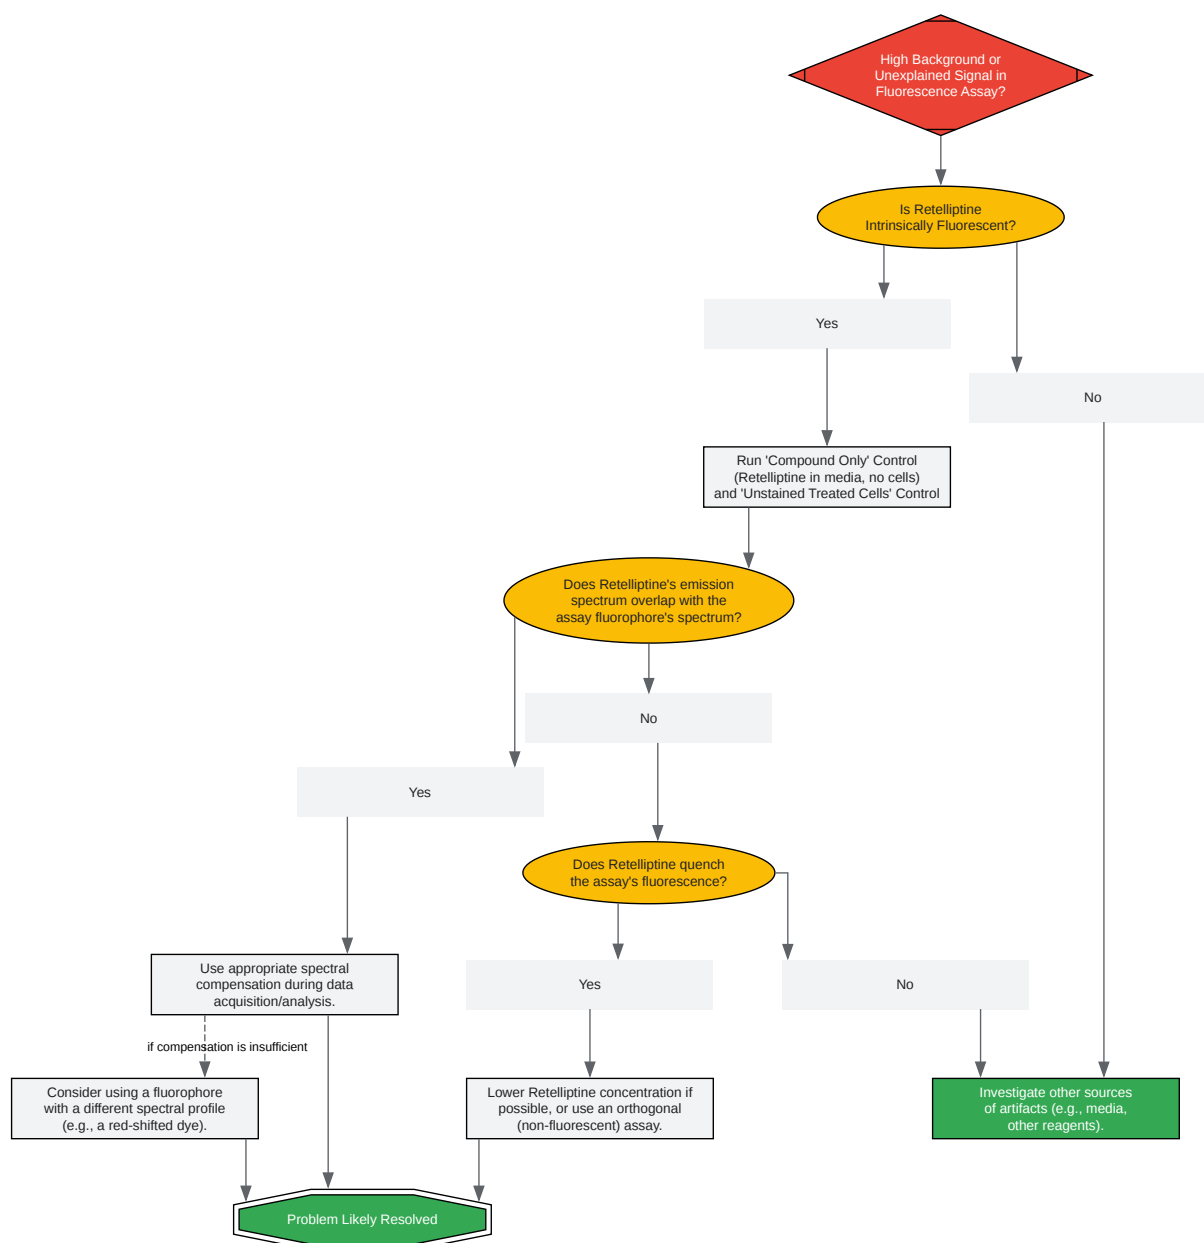 High Background or
Unexplained Signal in
Fluorescence Assay?
Is Retelliptine
Intrinsically Fluorescent?
Yes
No
Run 'Compound Only' Control
(Retelliptine in media, no cells)
and 'Unstained Treated Cells' Control
Does Retelliptine's emission
spectrum overlap with the
assay fluorophore's spectrum?
No
Yes
Does Retelliptine quench
the assay's fluorescence?
Use appropriate spectral
compensation during data
acquisition/analysis.
Yes
No
if compensation is insufficient
Consider using a fluorophore
with a different spectral profile
(e.g., a red-shifted dye).
Lower Retelliptine concentration if
possible, or use an orthogonal
(non-fluorescent) assay.
Investigate other sources
of artifacts (e.g., media,
other reagents).
Problem Likely Resolved